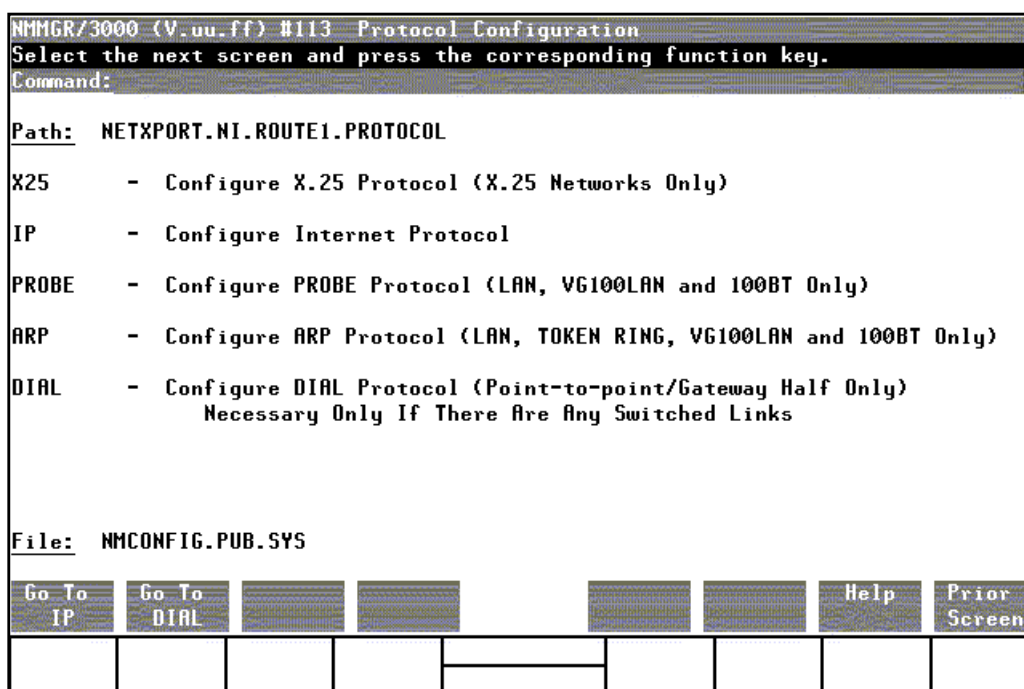 NMMGR/3000 (V.uu.ff) #113  Protocol Configuration
Select the next screen and press the corresponding function key.
Command:
Path:  NETXPORT.NI.ROUTE1.PROTOCOL
X25      -  Configure X.25 Protocol (X.25 Networks Only)
IP       -  Configure Internet Protocol
PROBE    -  Configure PROBE Protocol (LAN, VG100LAN and 100BT Only)
ARP      -  Configure ARP Protocol (LAN, TOKEN RING, VG100LAN and 100BT Only)
DIAL     -  Configure DIAL Protocol (Point-to-point/Gateway Half Only)
Necessary Only If There Are Any Switched Links
File:  NMCONFIG.PUB.SYS
Go To    Go To    Help    Prior
IP    DIAL    Screen